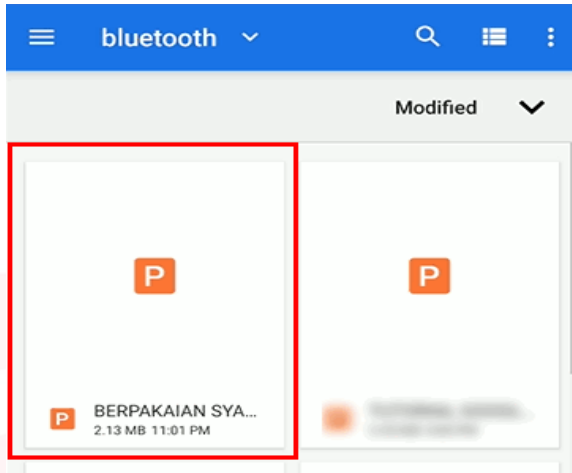 bluetooth
Modified
P
P
P
BERPAKAIAN SYA...
2.13 MB 11:01 PM